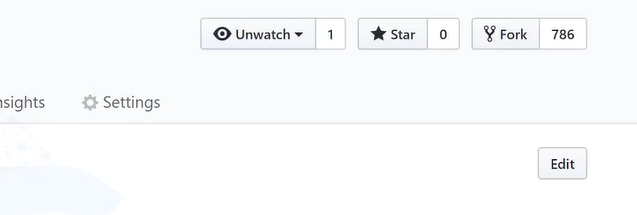 Unwatch 1 Star 0 Fork 786
nsights Settings
Edit